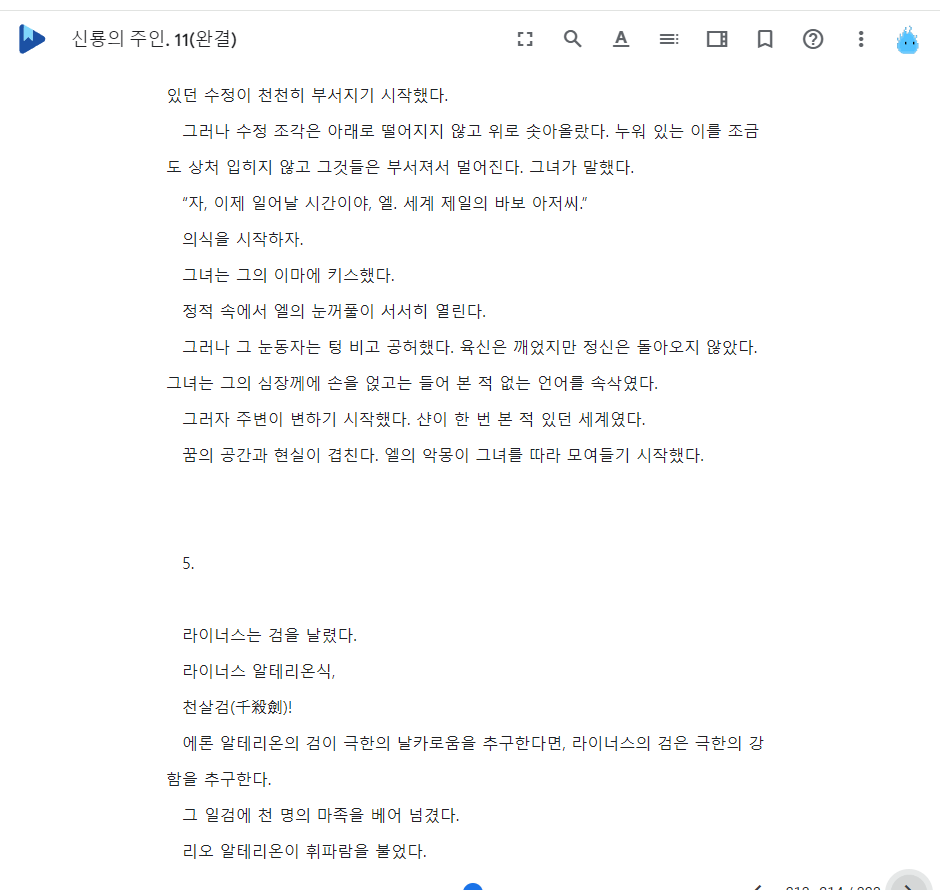 신룡의 주인. 11(완결)
있던 수정이 천천히 부서지기 시작했다.
그러나 수정 조각은 아래로 떨어지지 않고 위로 솟아올랐다. 누워 있는 이를 조금
도 상처 입히지 않고 그것들은 부서져서 멀어진다. 그녀가 말했다.
“자, 이제 일어날 시간이야, 엘. 세계 제일의 바보 아저씨.”
의식을 시작하자.
그녀는 그의 이마에 키스했다.
정적 속에서 엘의 눈꺼풀이 서서히 열린다.
그러나 그 눈동자는 텅 비고 공허했다. 육신은 깨었지만 정신은 돌아오지 않았다.
그녀는 그의 심장께에 손을 얹고는 들어 본 적 없는 언어를 속삭였다.
그러자 주변이 변하기 시작했다. 샨이 한 번 본 적 있던 세계였다.
꿈의 공간과 현실이 겹친다. 엘의 악몽이 그녀를 따라 모여들기 시작했다.
5.
라이너스는 검을 날렸다.
라이너스 알테리온식,
천살검(千殺劍)!
에론 알테리온의 검이 극한의 날카로움을 추구한다면, 라이너스의 검은 극한의 강
함을 추구한다.
그 일검에 천 명의 마족을 베어 넘겼다.
리오 알테리온이 휘파람을 불었다.